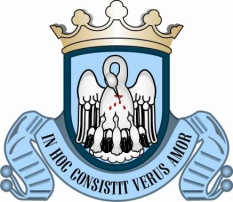 IN HOC CONSISTIT VERUS AMOR